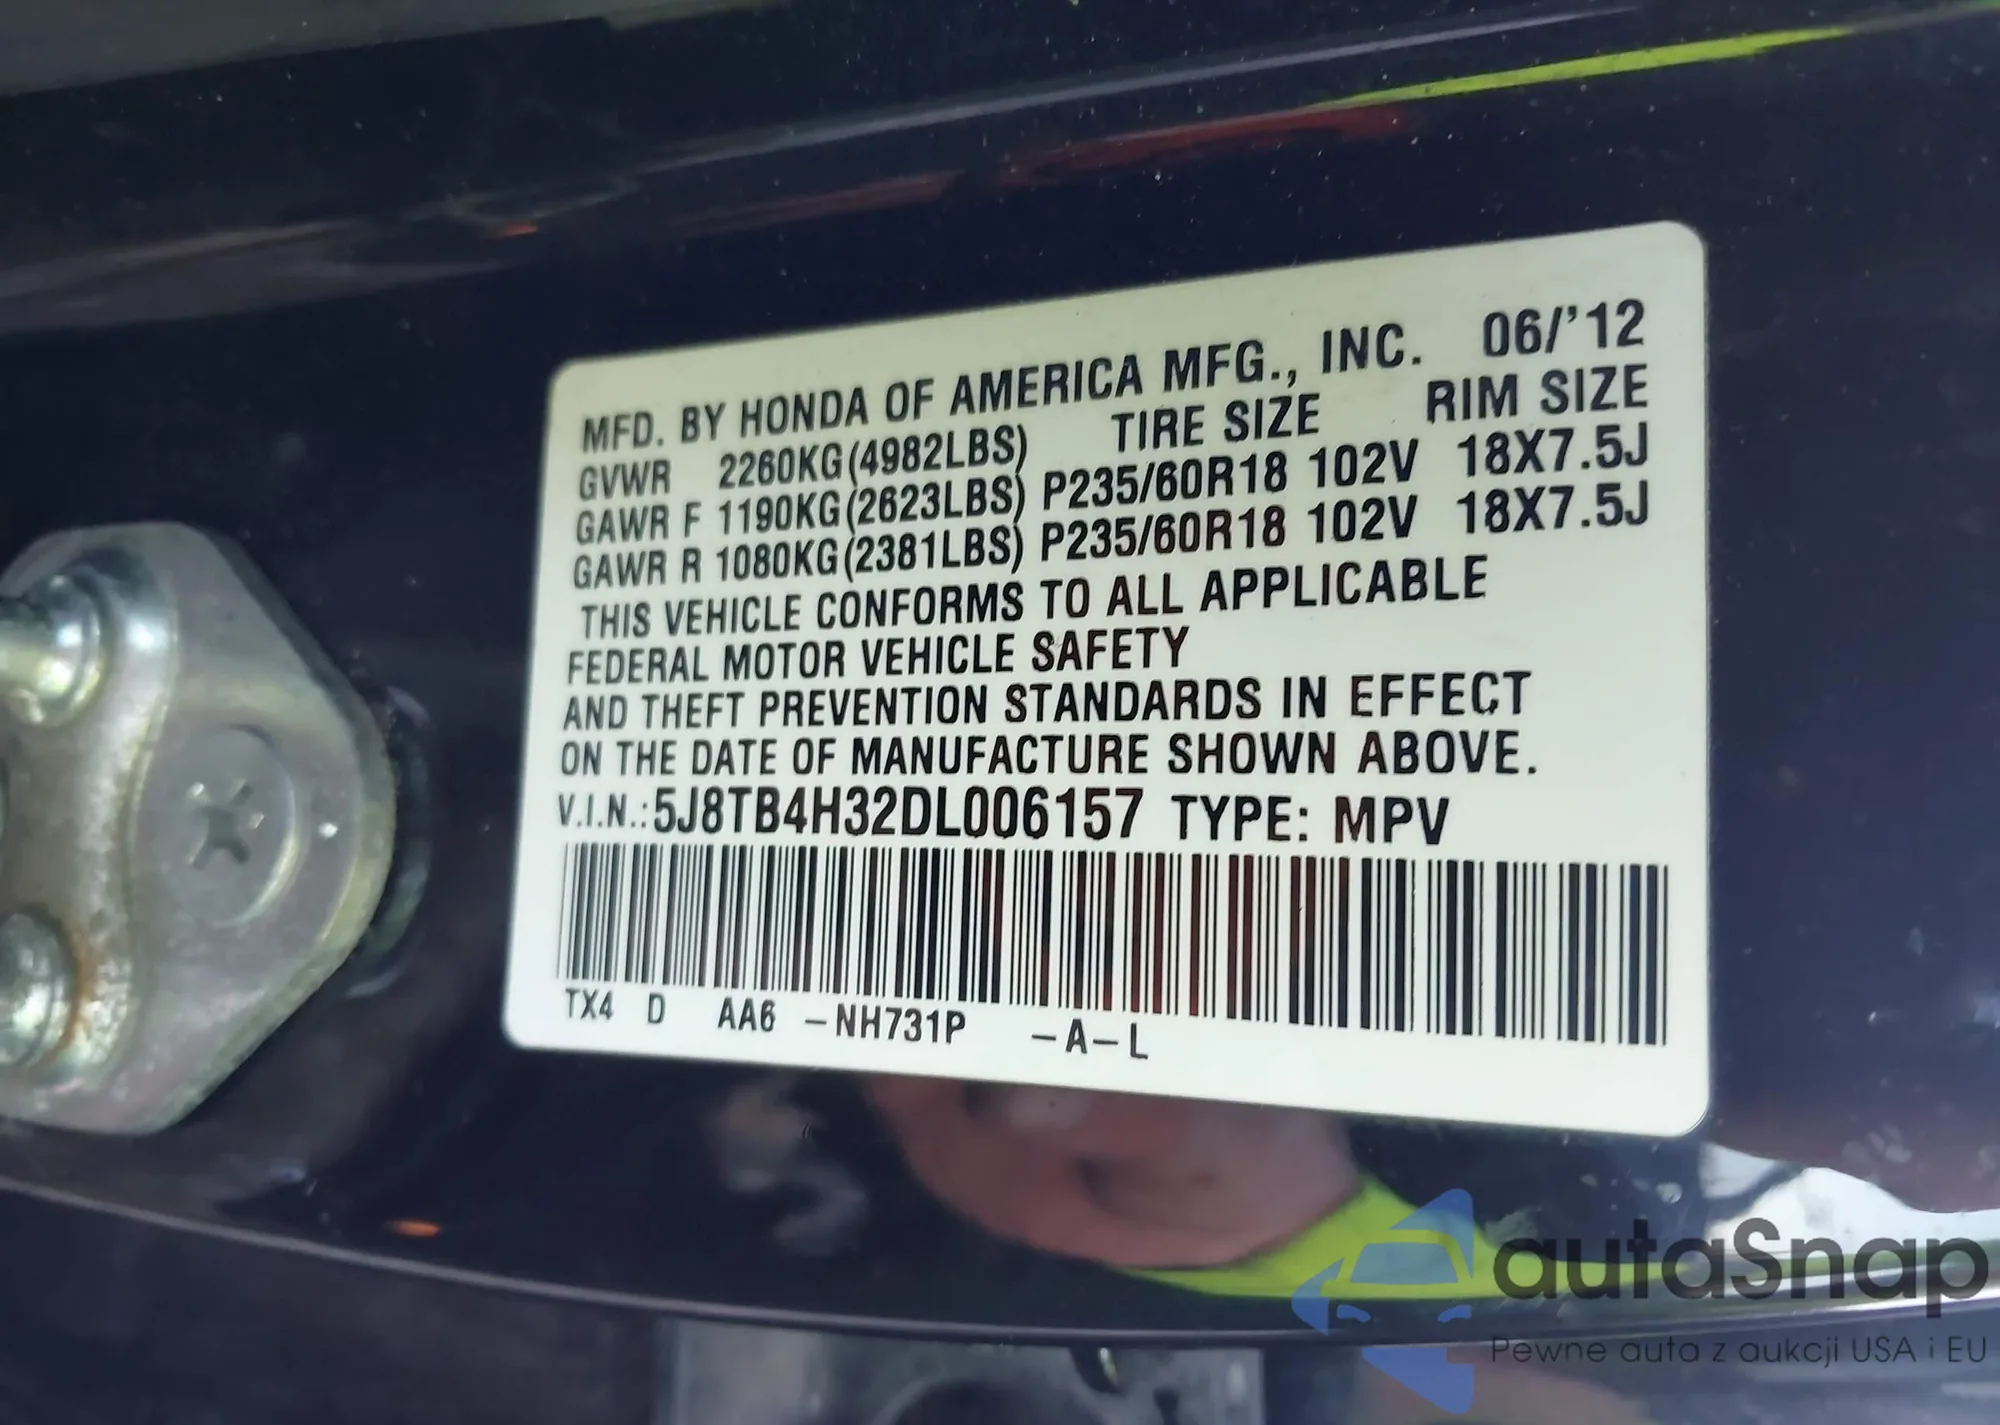 MFD. BY HONDA OF AMERICA MFG., INC. 06/'12
GVWR 2260KG(4982LBS) TIRE SIZE RIM SIZE
GAWR F 1190KG(2623LBS) P235/60R18 102V 18X7.5J
GAWR R 1080KG(2381LBS) P235/60R18 102V 18X7.5J
THIS VEHICLE CONFORMS TO ALL APPLICABLE
FEDERAL MOTOR VEHICLE SAFETY
AND THEFT PREVENTION STANDARDS IN EFFECT
ON THE DATE OF MANUFACTURE SHOWN ABOVE.
V.I.N.:5J8TB4H32DL006157 TYPE: MPV
TX4 D AA6 -NH731P -A-L
autaSnap
Pewne auta z aukcji USA i EU